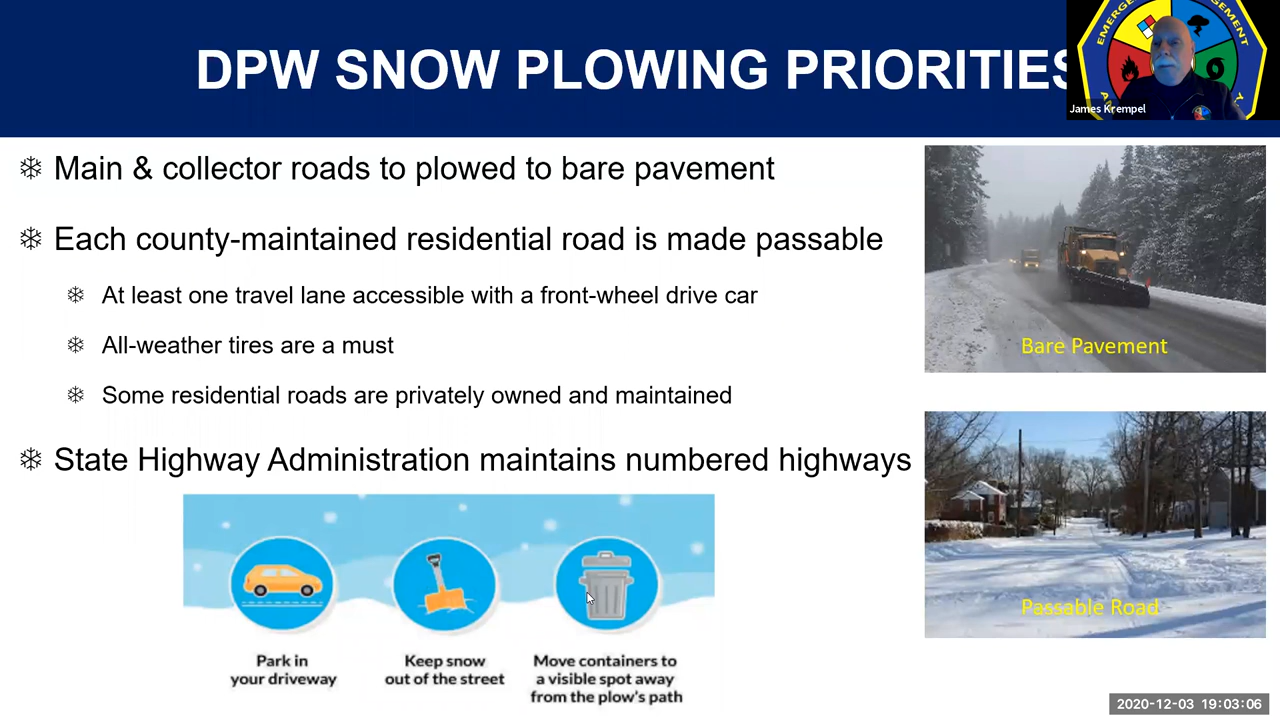 DPW SNOW PLOWING PRIORITIES
James Krempel
Main & collector roads to plowed to bare pavement
Each county-maintained residential road is made passable
At least one travel lane accessible with a front-wheel drive car
All-weather tires are a must
Some residential roads are privately owned and maintained
State Highway Administration maintains numbered highways
Bare Pavement
Passable Road
Park in
your driveway
Keep snow
out of the street
Move containers to
a visible spot away
from the plow's path
2020-12-03 19:03:06